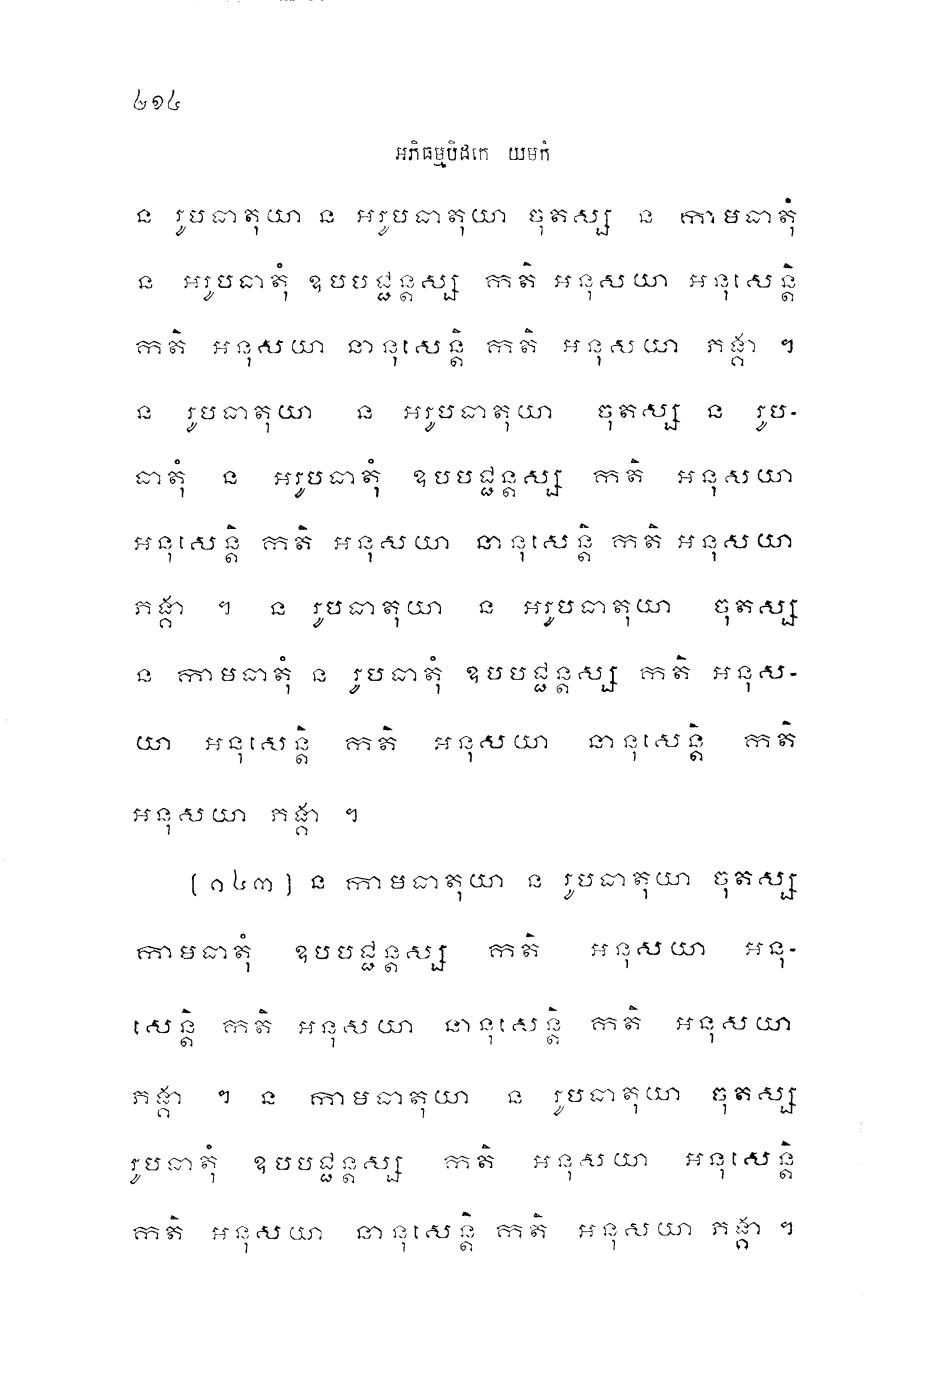 ៤១៤
អភិធម្មបិដកេ យមកំ
ន រូបធាតុយា ន អរូបធាតុយា ចុតស្ស ន កាមធាតុំ
ន អរូបធាតុំ ឧបបជ្ជន្តស្ស កតិ អនុសយា អនុសេន្តិ
កតិ អនុសយា នានុសេន្តិ កតិ អនុសយា ភង្គា ។
ន រូបធាតុយា ន អរូបធាតុយា ចុតស្ស ន រូប-
ធាតុំ ន អរូបធាតុំ ឧបបជ្ជន្តស្ស កតិ អនុសយា
អនុសេន្តិ កតិ អនុសយា នានុសេន្តិ កតិ អនុសយា
ភង្គា ។ ន រូបធាតុយា ន អរូបធាតុយា ចុតស្ស
ន កាមធាតុំ ន រូបធាតុំ ឧបបជ្ជន្តស្ស កតិ អនុស-
យា អនុសេន្តិ កតិ អនុសយា នានុសេន្តិ កតិ
អនុសយា ភង្គា ។
(១៤៣) ន កាមធាតុយា ន រូបធាតុយា ចុតស្ស
កាមធាតុំ ឧបបជ្ជន្តស្ស កតិ អនុសយា អនុ-
សេន្តិ កតិ អនុសយា នានុសេន្តិ កតិ អនុសយា
ភង្គា ។ ន កាមធាតុយា ន រូបធាតុយា ចុតស្ស
រូបធាតុំ ឧបបជ្ជន្តស្ស កតិ អនុសយា អនុសេន្តិ
កតិ អនុសយា នានុសេន្តិ កតិ អនុសយា ភង្គា ។